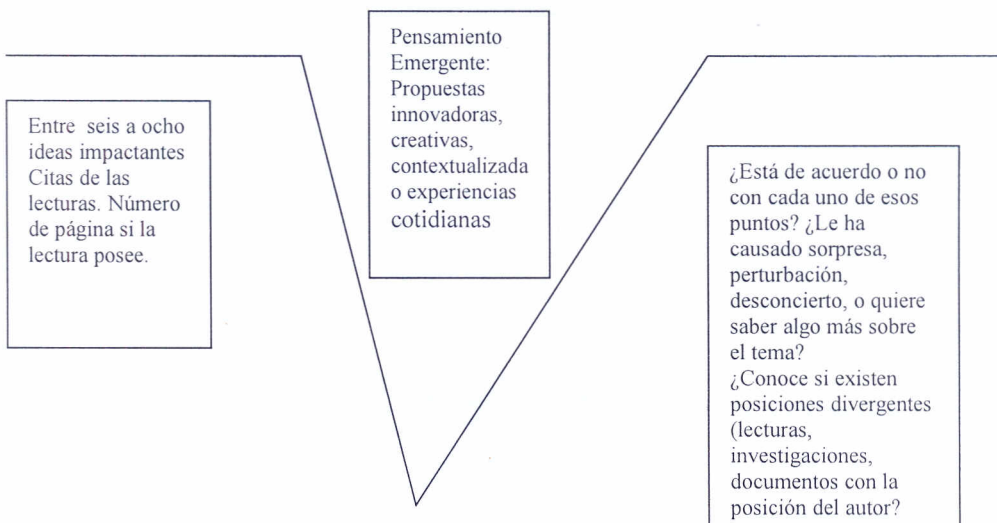 Entre seis a ocho
ideas impactantes
Citas de las
lecturas. Número
de página si la
lectura posee.
Pensamiento
Emergente:
Propuestas
innovadoras,
creativas,
contextualizada
o experiencias
cotidianas
¿Está de acuerdo o no
con cada uno de esos
puntos? ¿Le ha
causado sorpresa,
perturbación,
desconcierto, o quiere
saber algo más sobre
el tema?
¿Conoce si existen
posiciones divergentes
(lecturas,
investigaciones,
documentos con la
posición del autor?